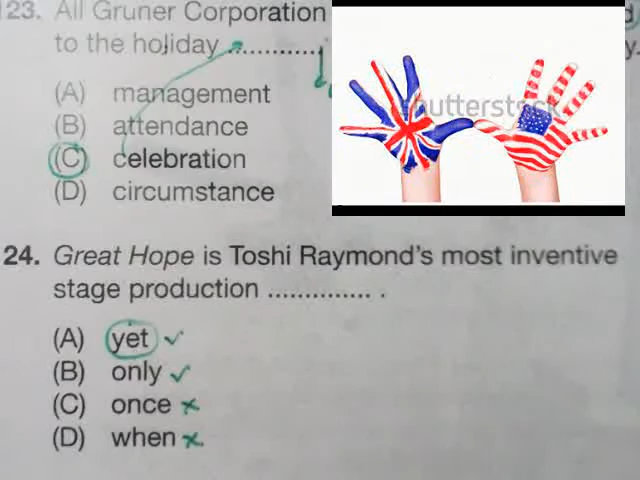 123. All Gruner Corporation
to the holiday ..............
(A) management
(B) attendance
(C) celebration
(D) circumstance
shutterstock
24. Great Hope is Toshi Raymond's most inventive
stage production .............. .
(A) yet
(B) only
(C) once
(D) when